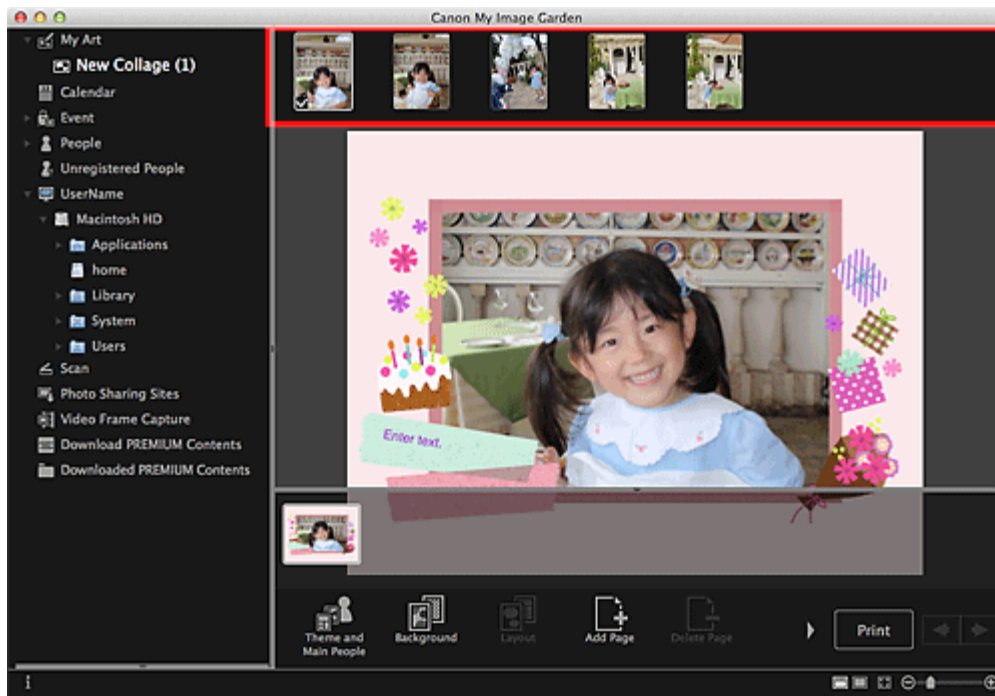 Canon My Image Garden
My Art
New Collage (1)
Calendar
Event
People
Unregistered People
UserName
Macintosh HD
Applications
home
Library
System
Users
Scan
Photo Sharing Sites
Video Frame Capture
Download PREMIUM Contents
Downloaded PREMIUM Contents
Enter text.
Theme and
Main People
Background
Layout
Add Page
Delete Page
Print